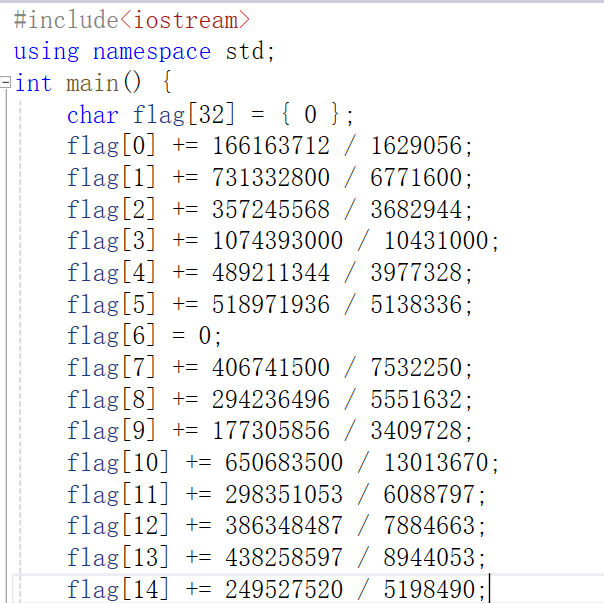 #include<iostream>
using namespace std;
int main() {
char flag[32] = { 0 };
flag[0] += 166163712 / 1629056;
flag[1] += 731332800 / 6771600;
flag[2] += 357245568 / 3682944;
flag[3] += 1074393000 / 10431000;
flag[4] += 489211344 / 3977328;
flag[5] += 518971936 / 5138336;
flag[6] = 0;
flag[7] += 406741500 / 7532250;
flag[8] += 294236496 / 5551632;
flag[9] += 177305856 / 3409728;
flag[10] += 650683500 / 13013670;
flag[11] += 298351053 / 6088797;
flag[12] += 386348487 / 7884663;
flag[13] += 438258597 / 8944053;
flag[14] += 249527520 / 5198490;